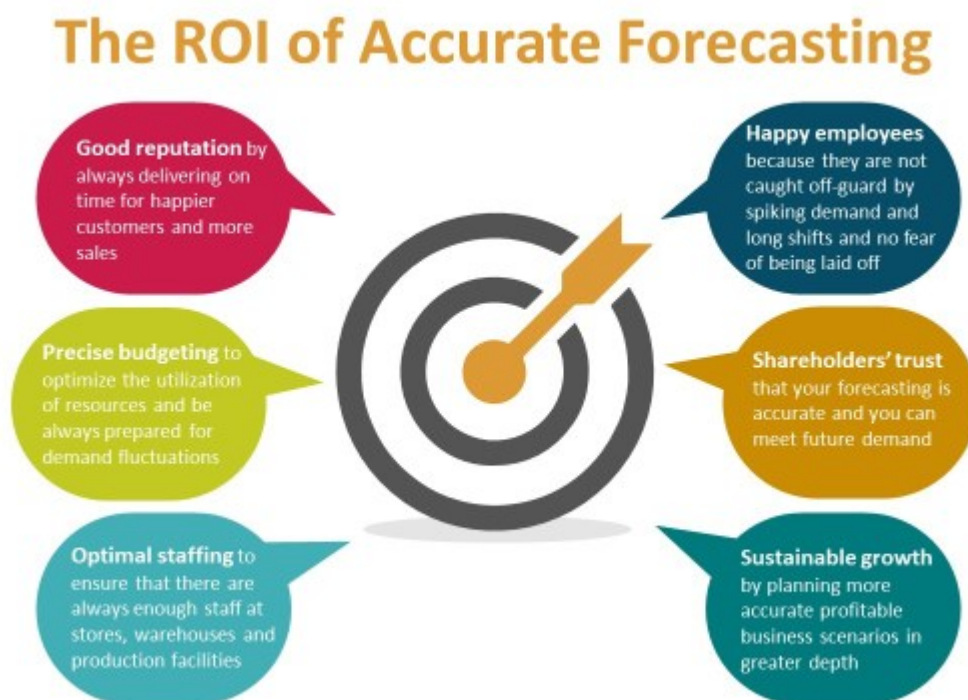 The ROI of Accurate Forecasting
Good reputation by
always delivering on
time for happier
customers and more
sales
Precise budgeting to
optimize the utilization
of resources and be
always prepared for
demand fluctuations
Optimal staffing to
ensure that there are
always enough staff at
stores, warehouses and
production facilities
Happy employees
because they are not
caught off-guard by
spiking demand and
long shifts and no fear
of being laid off
Shareholders’ trust
that your forecasting is
accurate and you can
meet future demand
Sustainable growth
by planning more
accurate profitable
business scenarios in
greater depth